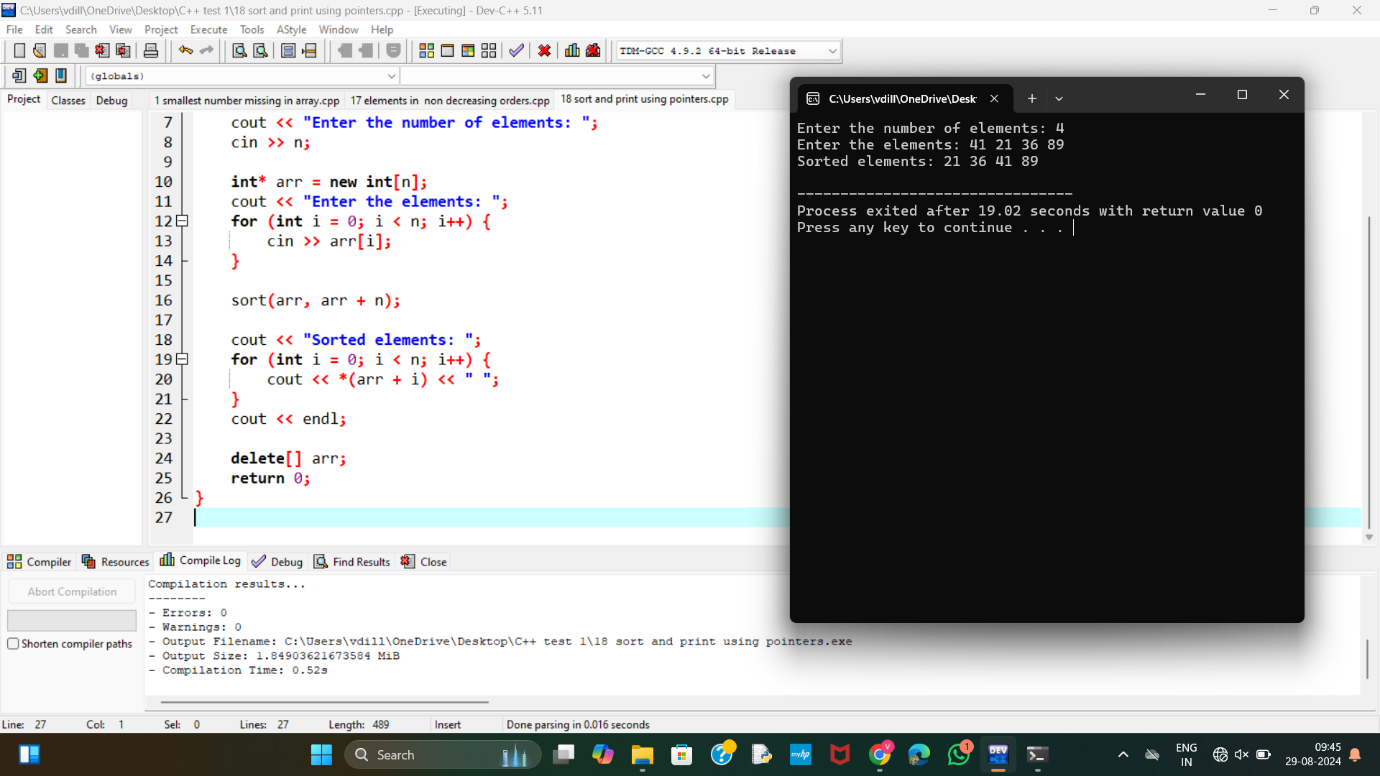 C:\Users\vdill\OneDrive\Desktop\C++ test 1\18 sort and print using pointers.cpp - [Executing] - Dev-C++ 5.11
File Edit Search View Project Execute Tools AStyle Window Help
TDM-GCC 4.9.2 64-bit Release
(globals)
Project Classes Debug
1 smallest number missing in array.cpp 17 elements in non decreasing orders.cpp 18 sort and print using pointers.cpp
7 cout << "Enter the number of elements: ";
8 cin >> n;
9
10 int* arr = new int[n];
11 cout << "Enter the elements: ";
12 for (int i = 0; i < n; i++) {
13 cin >> arr[i];
14 }
15
16 sort(arr, arr + n);
17
18 cout << "Sorted elements: ";
19 for (int i = 0; i < n; i++) {
20 cout << *(arr + i) << " ";
21 }
22 cout << endl;
23
24 delete[] arr;
25 return 0;
26 }
27
C:\Users\vdill\OneDrive\Desk
Enter the number of elements: 4
Enter the elements: 41 21 36 89
Sorted elements: 21 36 41 89
--------------------------------
Process exited after 19.02 seconds with return value 0
Press any key to continue . . .
Compiler Resources Compile Log Debug Find Results Close
Abort Compilation
Shorten compiler paths
Compilation results...
--------
- Errors: 0
- Warnings: 0
- Output Filename: C:\Users\vdill\OneDrive\Desktop\C++ test 1\18 sort and print using pointers.exe
- Output Size: 1.84903621673584 MiB
- Compilation Time: 0.52s
Line: 27 Col: 1 Sel: 0 Lines: 27 Length: 489 Insert Done parsing in 0.016 seconds
Search
myhp
V
1
DEV
ENG
IN
09:45
29-08-2024